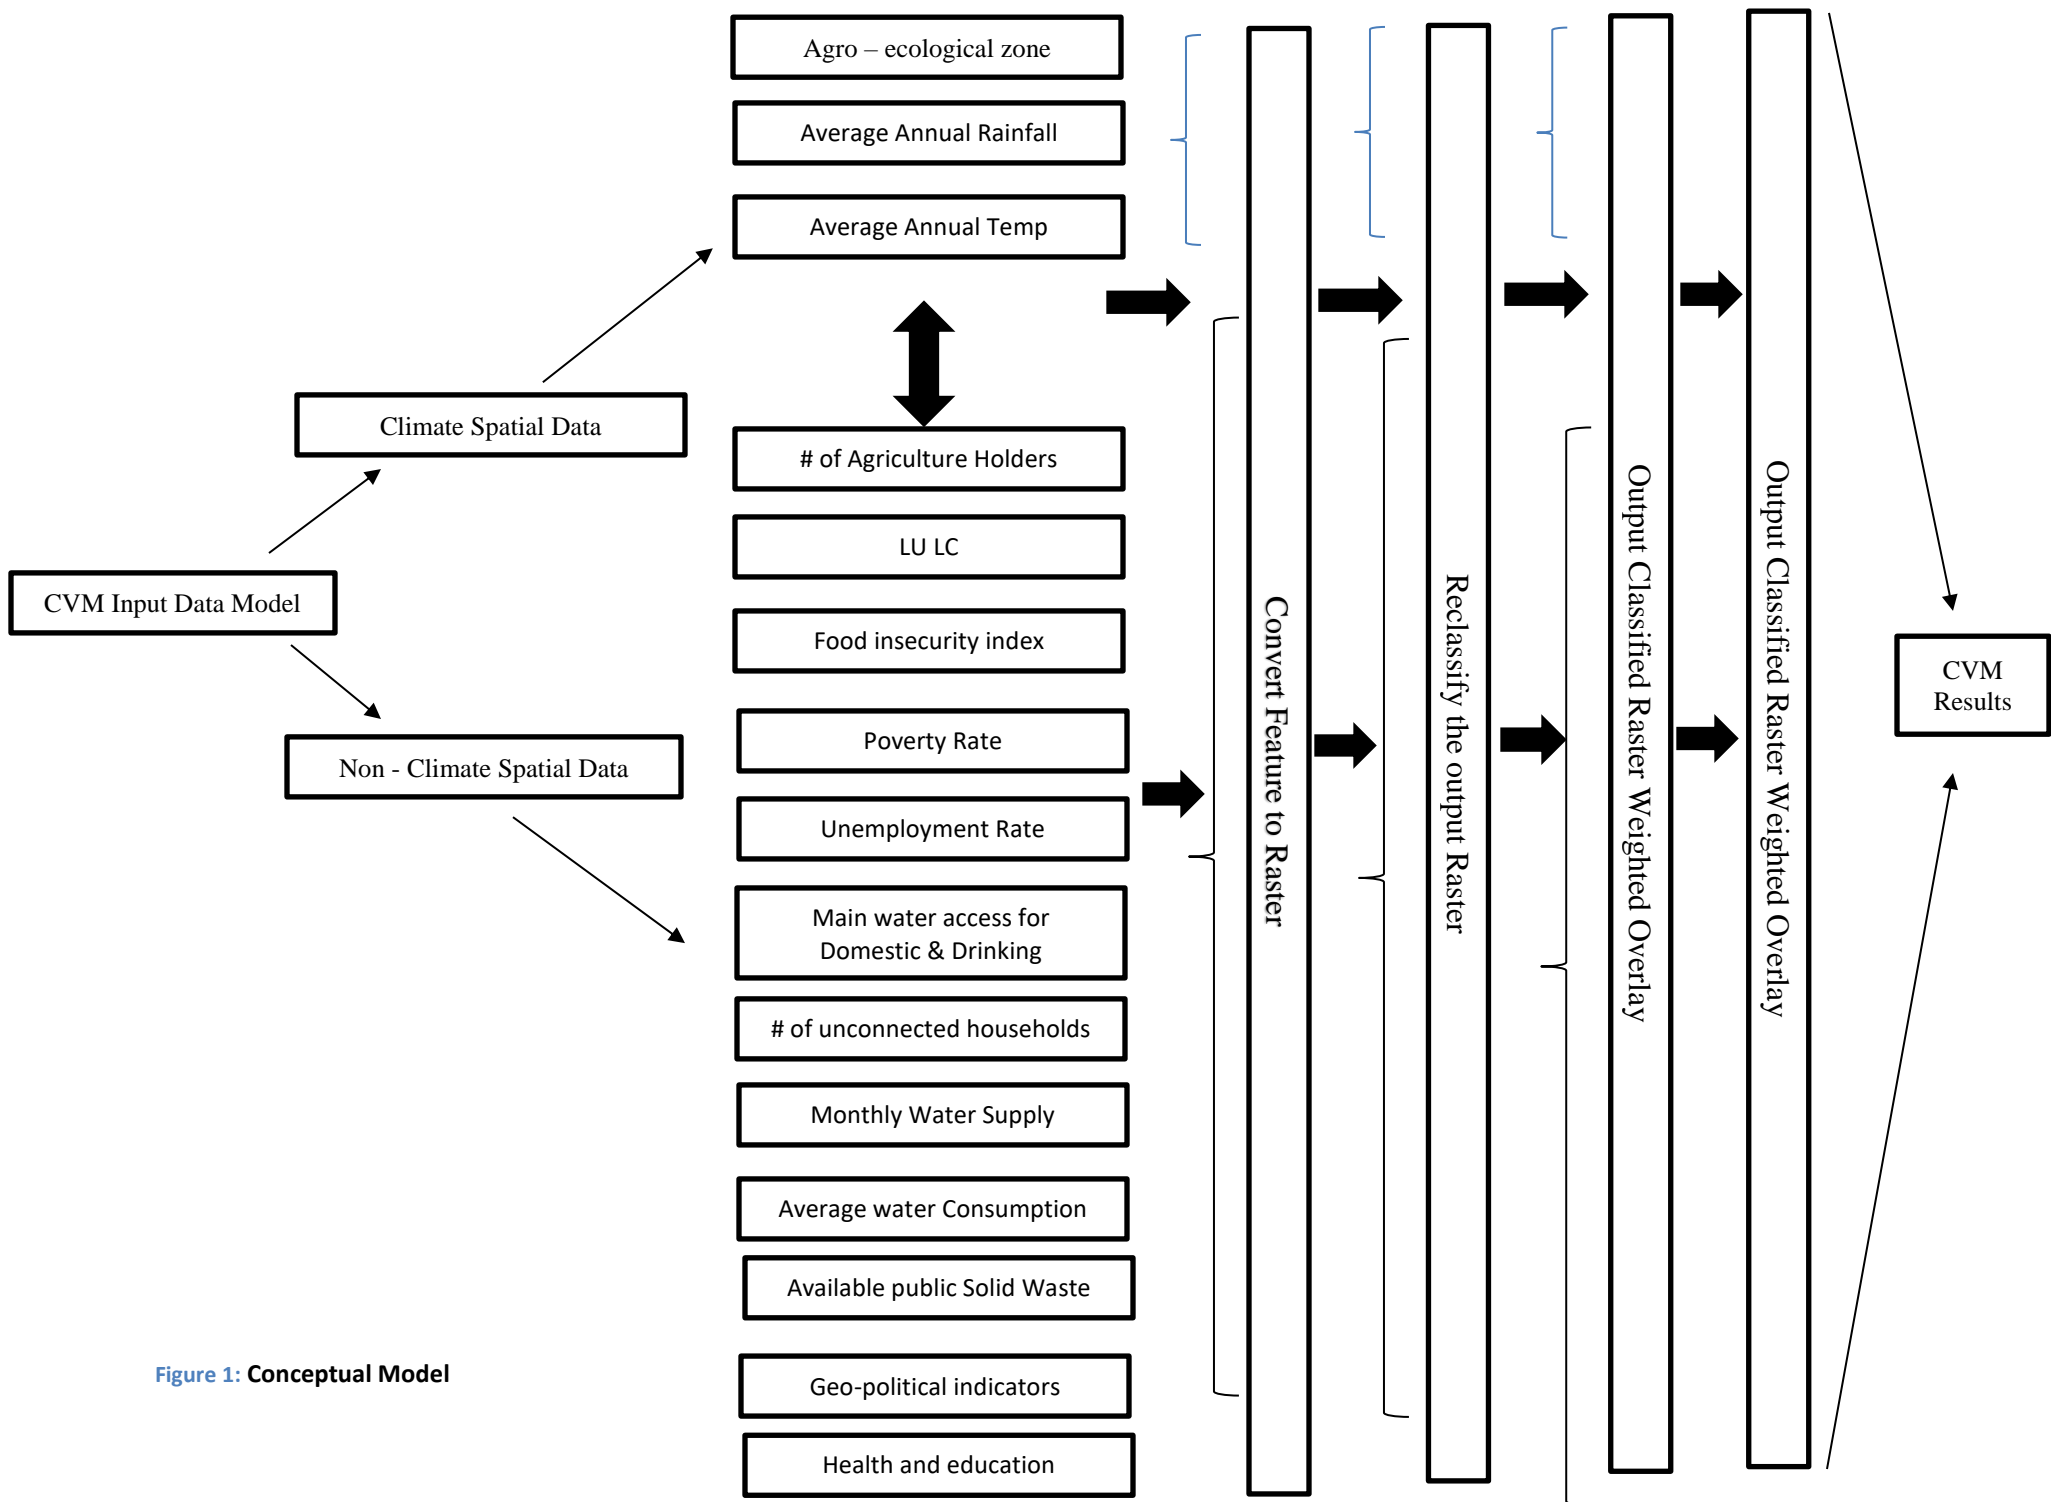 Agro – ecological zone
Average Annual Rainfall
Average Annual Temp
Climate Spatial Data
# of Agriculture Holders
LU LC
CVM Input Data Model
Food insecurity index
Poverty Rate
Non - Climate Spatial Data
Unemployment Rate
Main water access for
Domestic & Drinking
# of unconnected households
Monthly Water Supply
Average water Consumption
Available public Solid Waste
Geo-political indicators
Health and education
Convert Feature to Raster
Reclassify the output Raster
Output Classified Raster Weighted Overlay
Output Classified Raster Weighted Overlay
CVM
Results
Figure 1: Conceptual Model